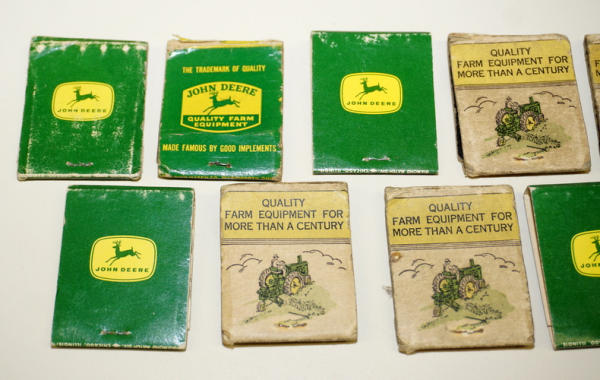 JOHN DEERE
THE TRADEMARK OF QUALITY
JOHN DEERE
QUALITY FARM
EQUIPMENT
MADE FAMOUS BY GOOD IMPLEMENTS
JOHN DEERE
QUALITY
FARM EQUIPMENT FOR
MORE THAN A CENTURY
JOHN DEERE
QUALITY
FARM EQUIPMENT FOR
MORE THAN A CENTURY
QUALITY
FARM EQUIPMENT FOR
MORE THAN A CENTURY